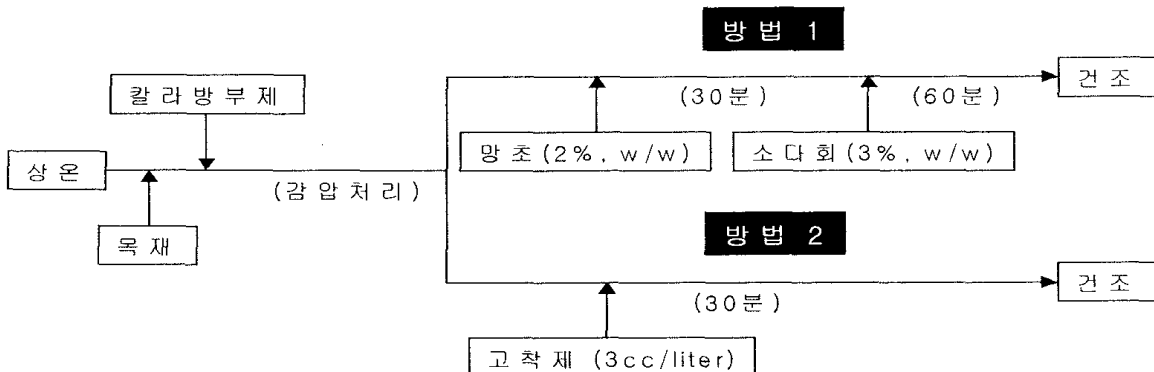 방법 1
칼라방부제
건조
(30분)
(60분)
망초(2%, w/w)
소다회(3%, w/w)
상온
(감압처리)
목재
방법 2
건조
(30분)
고착제 (3cc/liter)